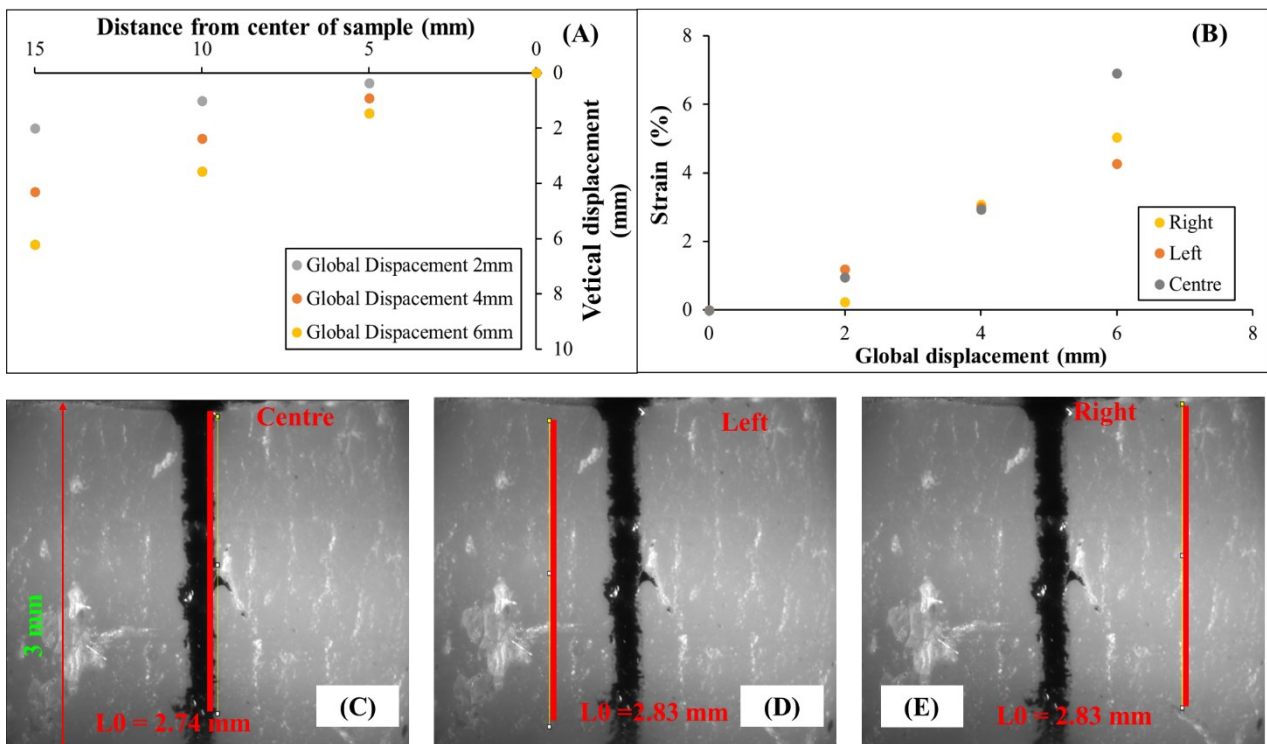 Distance from center of sample (mm)
(A)
15
10
5
0
0
2
4
6
8
10
Vetical displacement
(mm)
Global Dispacement 2mm
Global Dispacement 4mm
Global Dispacement 6mm
(B)
8
6
4
2
0
Strain (%)
Right
Left
Centre
0
2
4
6
8
Global displacement (mm)
Centre
3 mm
L0 = 2.74 mm
(C)
Left
L0 =2.83 mm
(D)
Right
(E)
L0 = 2.83 mm